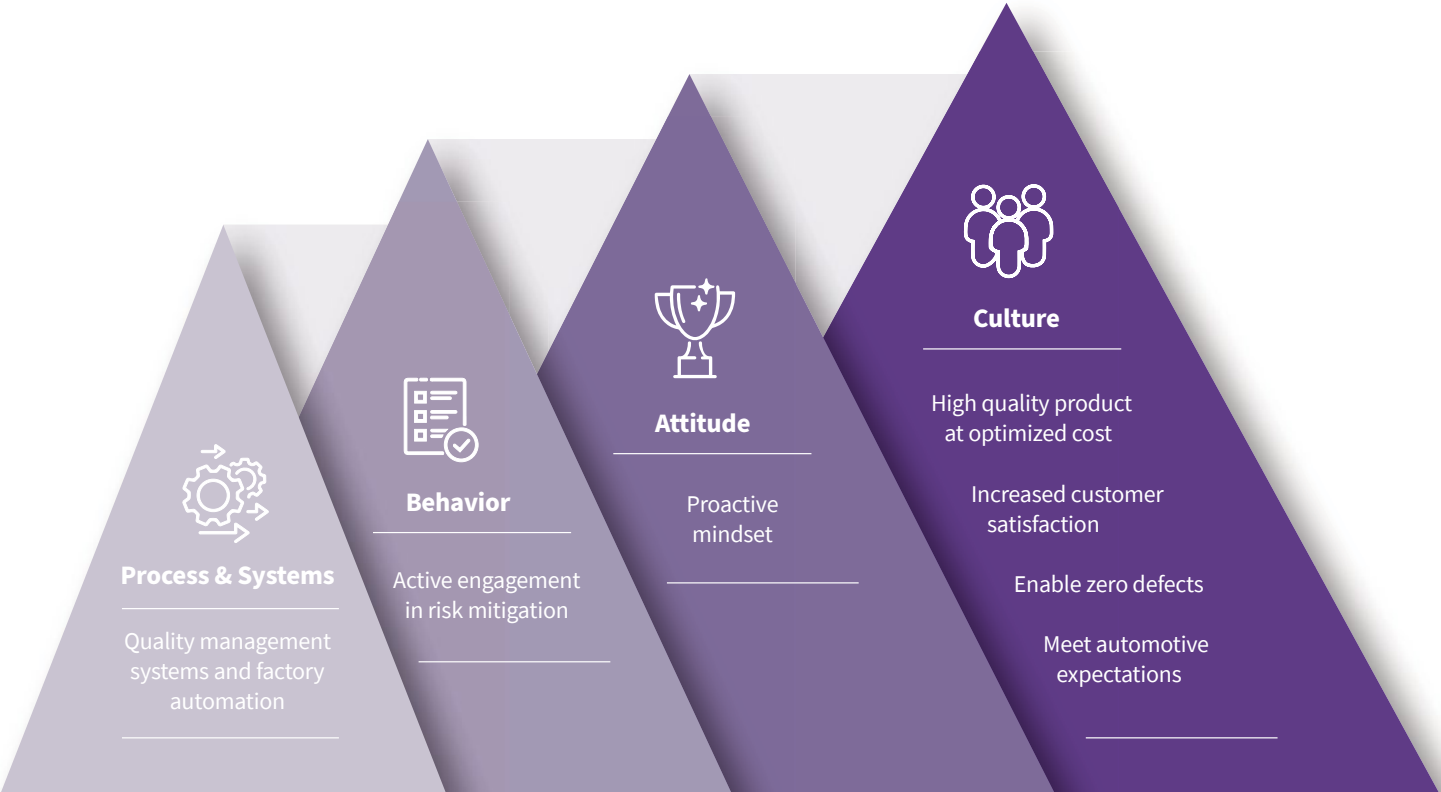 Process & Systems
Quality management
systems and factory
automation
Behavior
Active engagement
in risk mitigation
Attitude
Proactive
mindset
Culture
High quality product
at optimized cost
Increased customer
satisfaction
Enable zero defects
Meet automotive
expectations